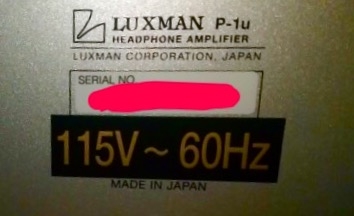 LUXMAN P-1u
HEADPHONE AMPLIFIER
LUXMAN CORPORATION, JAPAN
SERIAL NO
115V ~ 60Hz
MADE IN JAPAN